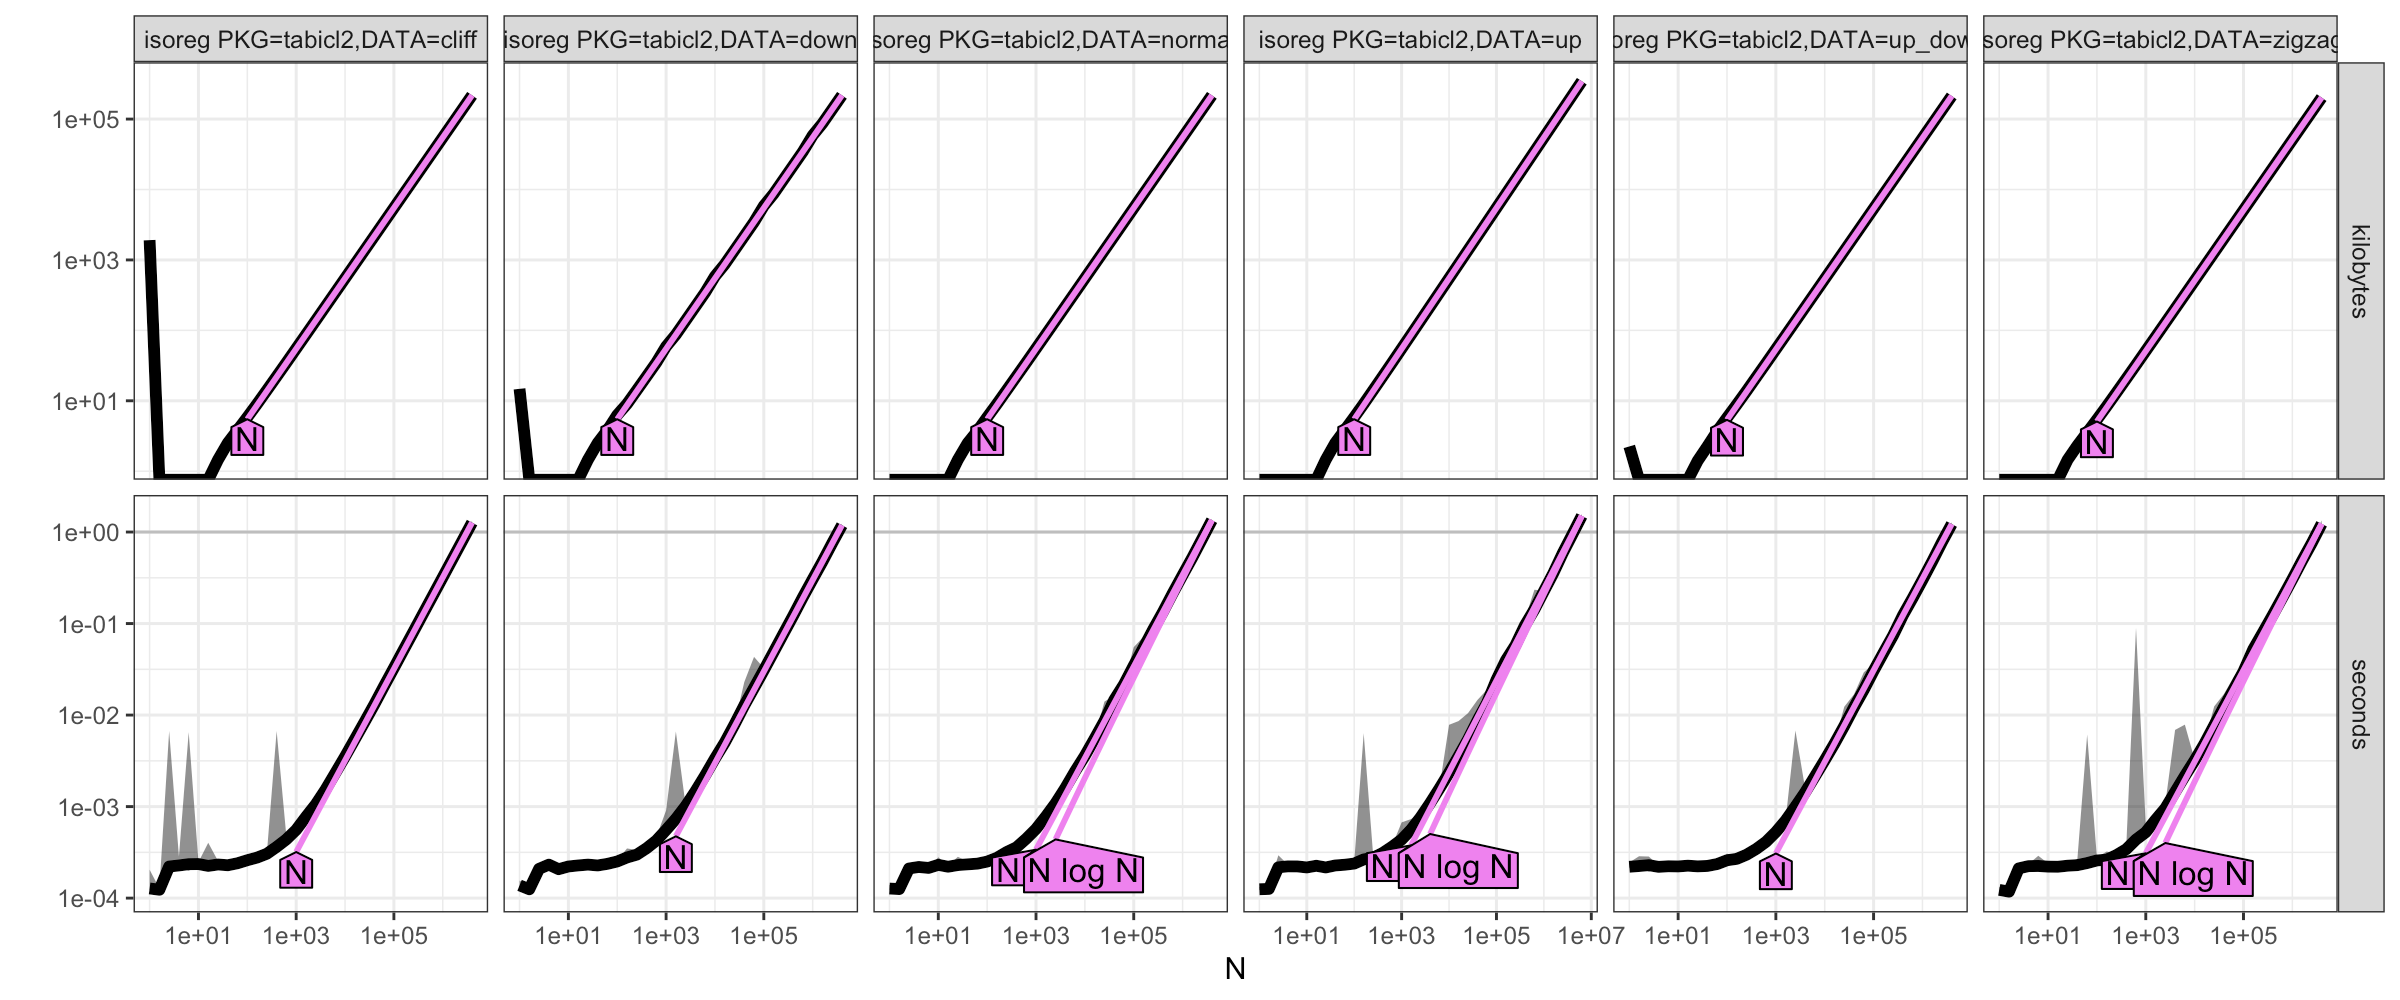 isoreg PKG=tabicl2,DATA=cliff
isoreg PKG=tabicl2,DATA=down
soreg PKG=tabicl2,DATA=norma
isoreg PKG=tabicl2,DATA=up
oreg PKG=tabicl2,DATA=up_dow
soreg PKG=tabicl2,DATA=zigzag
1e+05
1e+03
1e+01
N
N
N
N
N
N
kilobytes
1e+00
1e-01
1e-02
1e-03
1e-04
N
N
N
N log N
N
N log N
N
N
N log N
seconds
1e+01 1e+03 1e+05
1e+01 1e+03 1e+05
1e+01 1e+03 1e+05
1e+01 1e+03 1e+05 1e+07
1e+01 1e+03 1e+05
1e+01 1e+03 1e+05
N